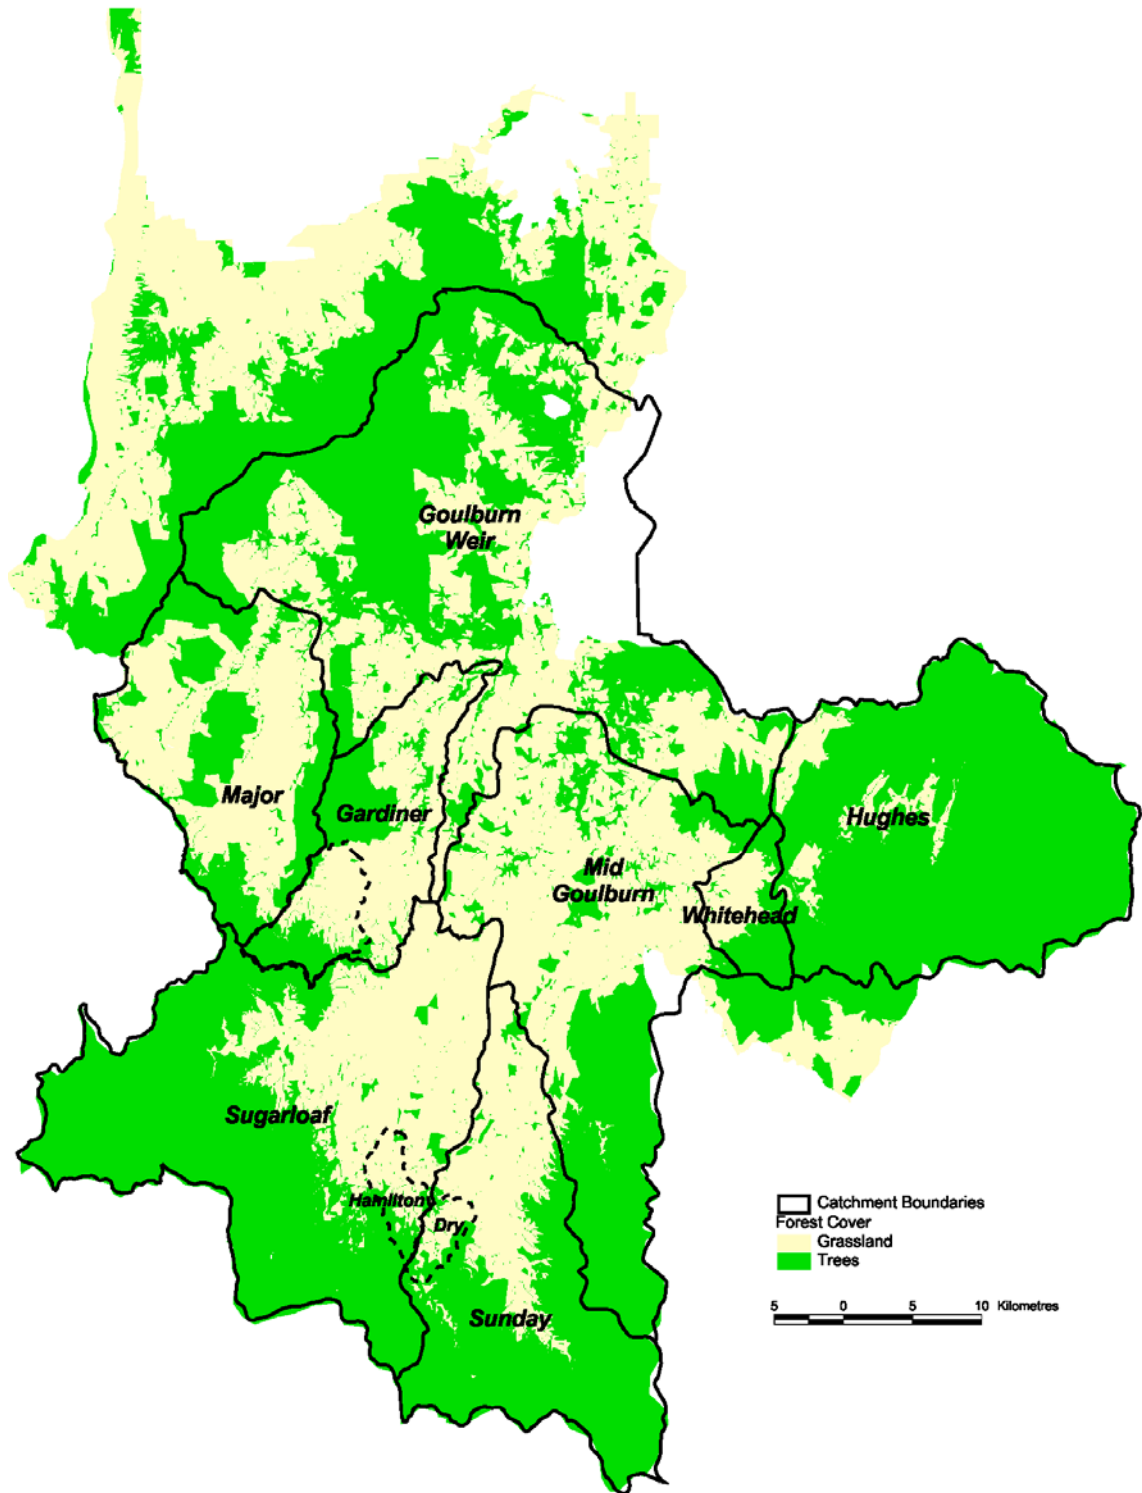 Goulburn
Weir
Major
Gardiner
Hughes
Mid
Goulburn
Whitehead
Sugarloaf
Hamilton
Dry
Sunday
Catchment Boundaries
Forest Cover
Grassland
Trees
5 0 5 10 Kilometres